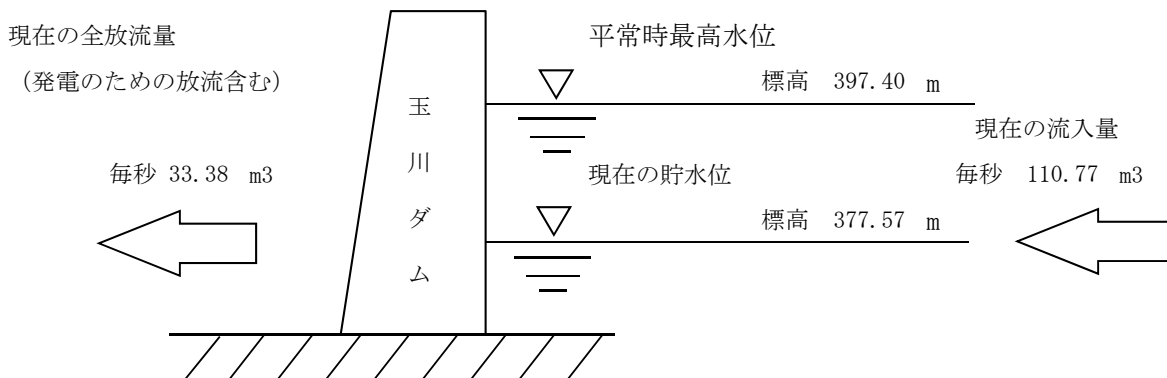 現在の全放流量
（発電のための放流含む）
毎秒 33.38 m3
玉川ダム
平常時最高水位
標高 397.40 m
現在の貯水位
標高 377.57 m
現在の流入量
毎秒 110.77 m3